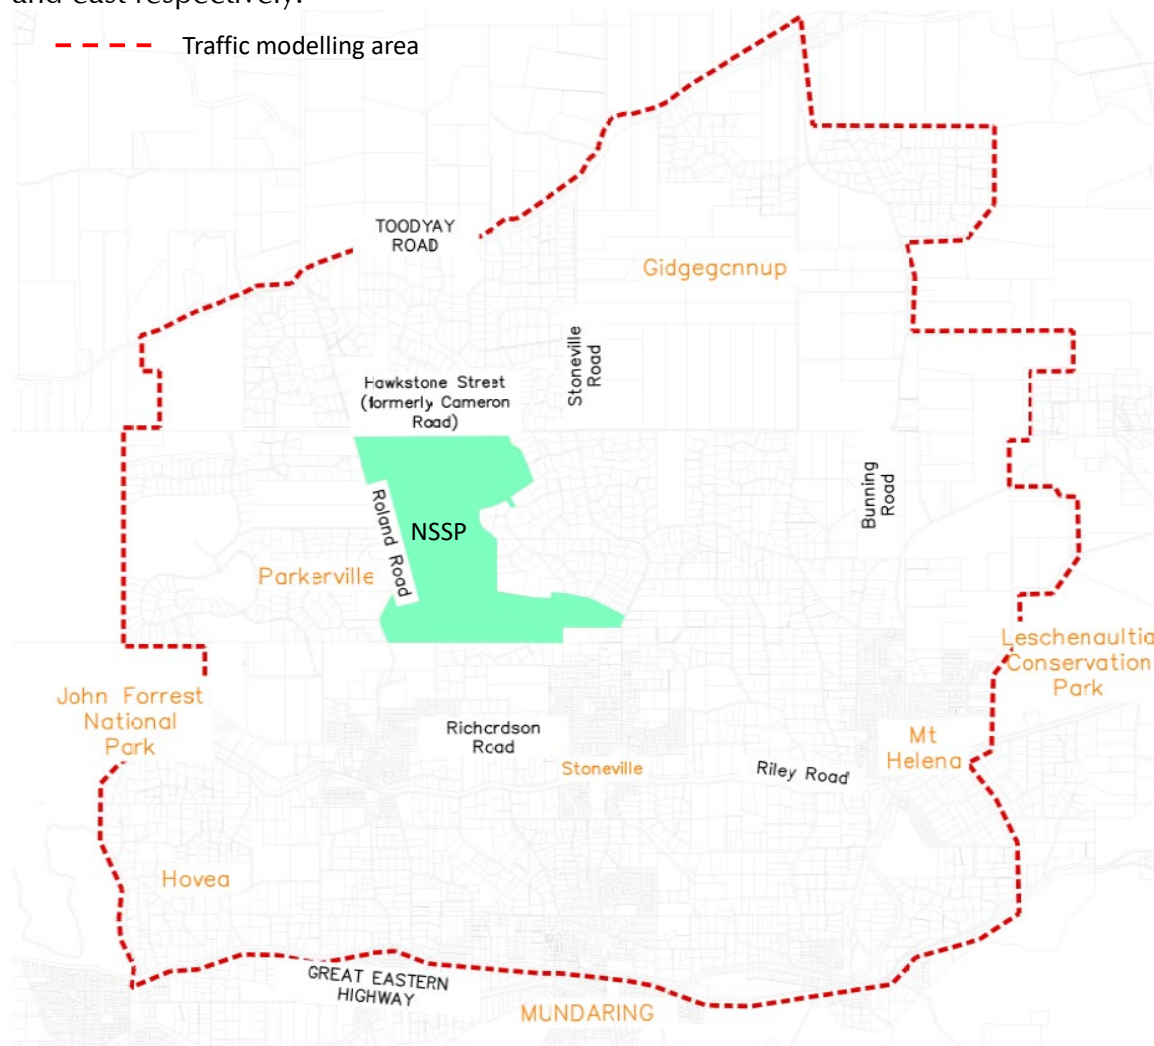 and east respectively.
Traffic modelling area
TOODYAY
ROAD
Gidgegcnnup
Stoneville
Road
Hawkstone Street
(formerly Cameron
Road)
Bunning
Road
Roland Road
NSSP
Parkerville
Leschenaultia
Conservation
Park
John Forrest
National
Park
Richardson
Road
Mt
Helena
Stoneville
Riley Road
Hovea
GREAT EASTERN
HIGHWAY
MUNDARING